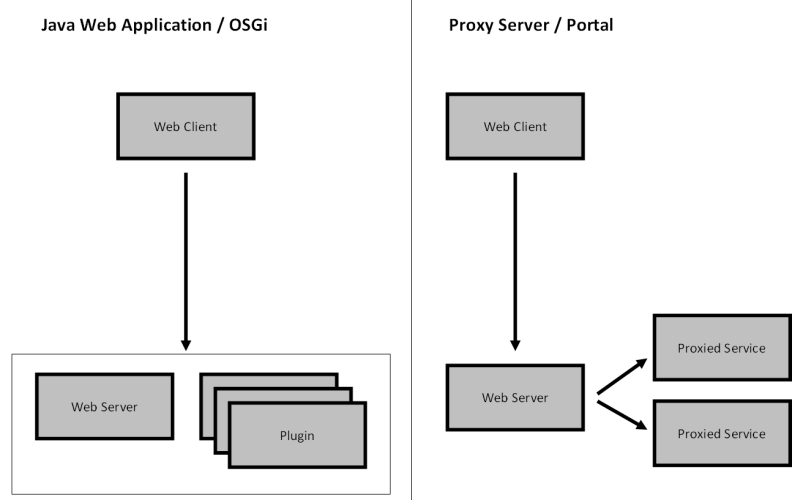 Java Web Application / OSGi
Web Client
Web Server
Plugin
Proxy Server / Portal
Web Client
Web Server
Proxied Service
Proxied Service